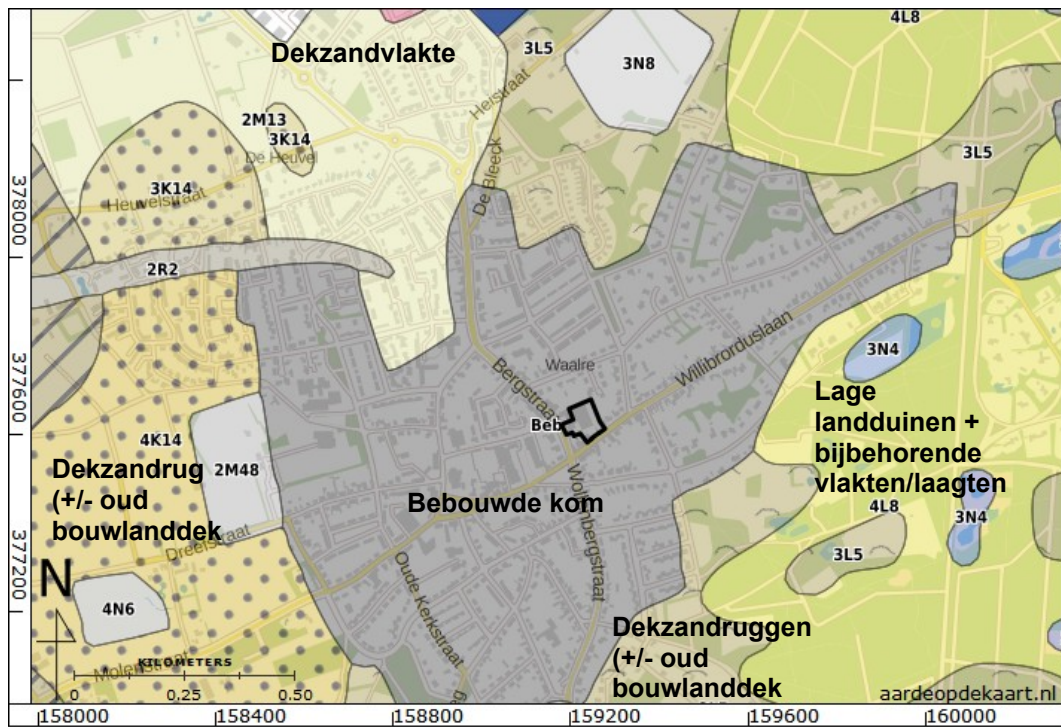 Dekzandvlakte
4L8
3L5
3N8
Heistraat
2M13
3K14
De Heuvel
3L5
3K14
Heuvelstraat
De Bleeck
378000
2R2
Willibrorduslaan
Waalre
3N4
Bergstraat
377600
Beb
Lage
landduinen +
bijbehorende
vlakten/laagten
4K14
Dekzandrug
(+/- oud
bouwlanddek
2M48
Bebouwde kom
Wollenbergstraat
4L8
3N4
Dreefstraat
3L5
377200
N
Oude Kerkstraat
4N6
Dekzandruggen
(+/- oud
bouwlanddek
Molenstraat
KILOMETERS
0 0,25 0,50
aardeopdekaart.nl
158000 158400 158800 159200 159600 160000